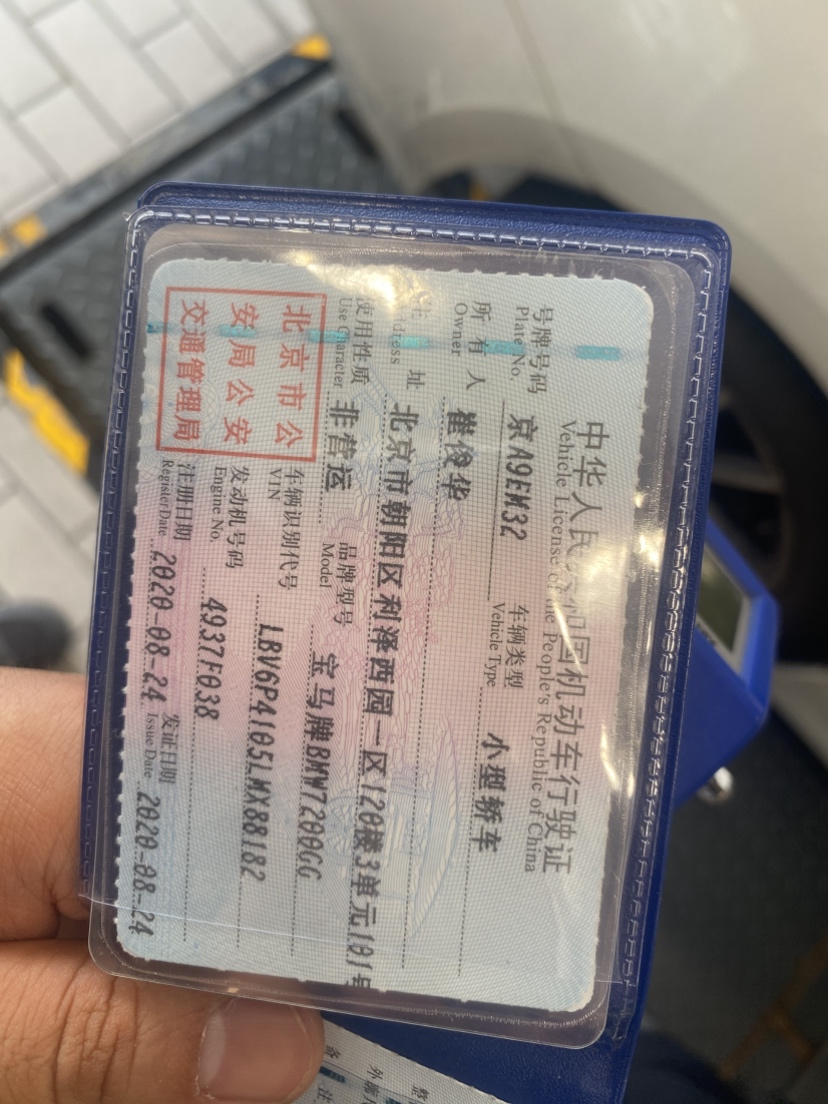 中华人民共和国机动车行驶证
Vehicle License of the People's Republic of China
号牌号码 京A9EW32 车辆类型 小型轿车
Plate No. Vehicle Type
所有人 崔俊华
Owner
住址 北京市朝阳区利泽西园一区120楼3单元101号
Address
使用性质 非营运 品牌型号 宝马牌BMW7200GG
Use Character Model
北京市公
安局公安
交通管理局
车辆识别代号 LBV6P4105LMX88182
VIN
发动机号码 4937F038
Engine No.
注册日期 2020-08-24 发证日期 2020-08-24
Register Date Issue Date